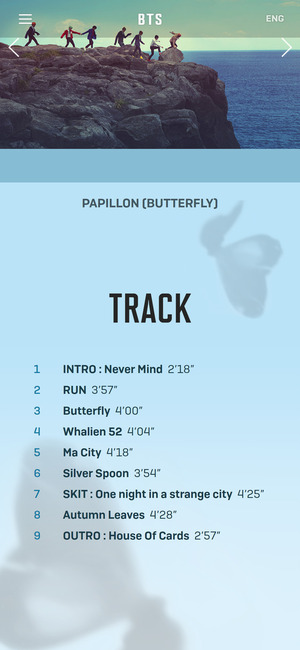 BTS
ENG
PAPILLON (BUTTERFLY)
TRACK
1 INTRO : Never Mind 2’18”
2 RUN 3’57”
3 Butterfly 4’00”
4 Whalien 52 4’04”
5 Ma City 4’18”
6 Silver Spoon 3’54”
7 SKIT : One night in a strange city 4’25”
8 Autumn Leaves 4’28”
9 OUTRO : House Of Cards 2’57”